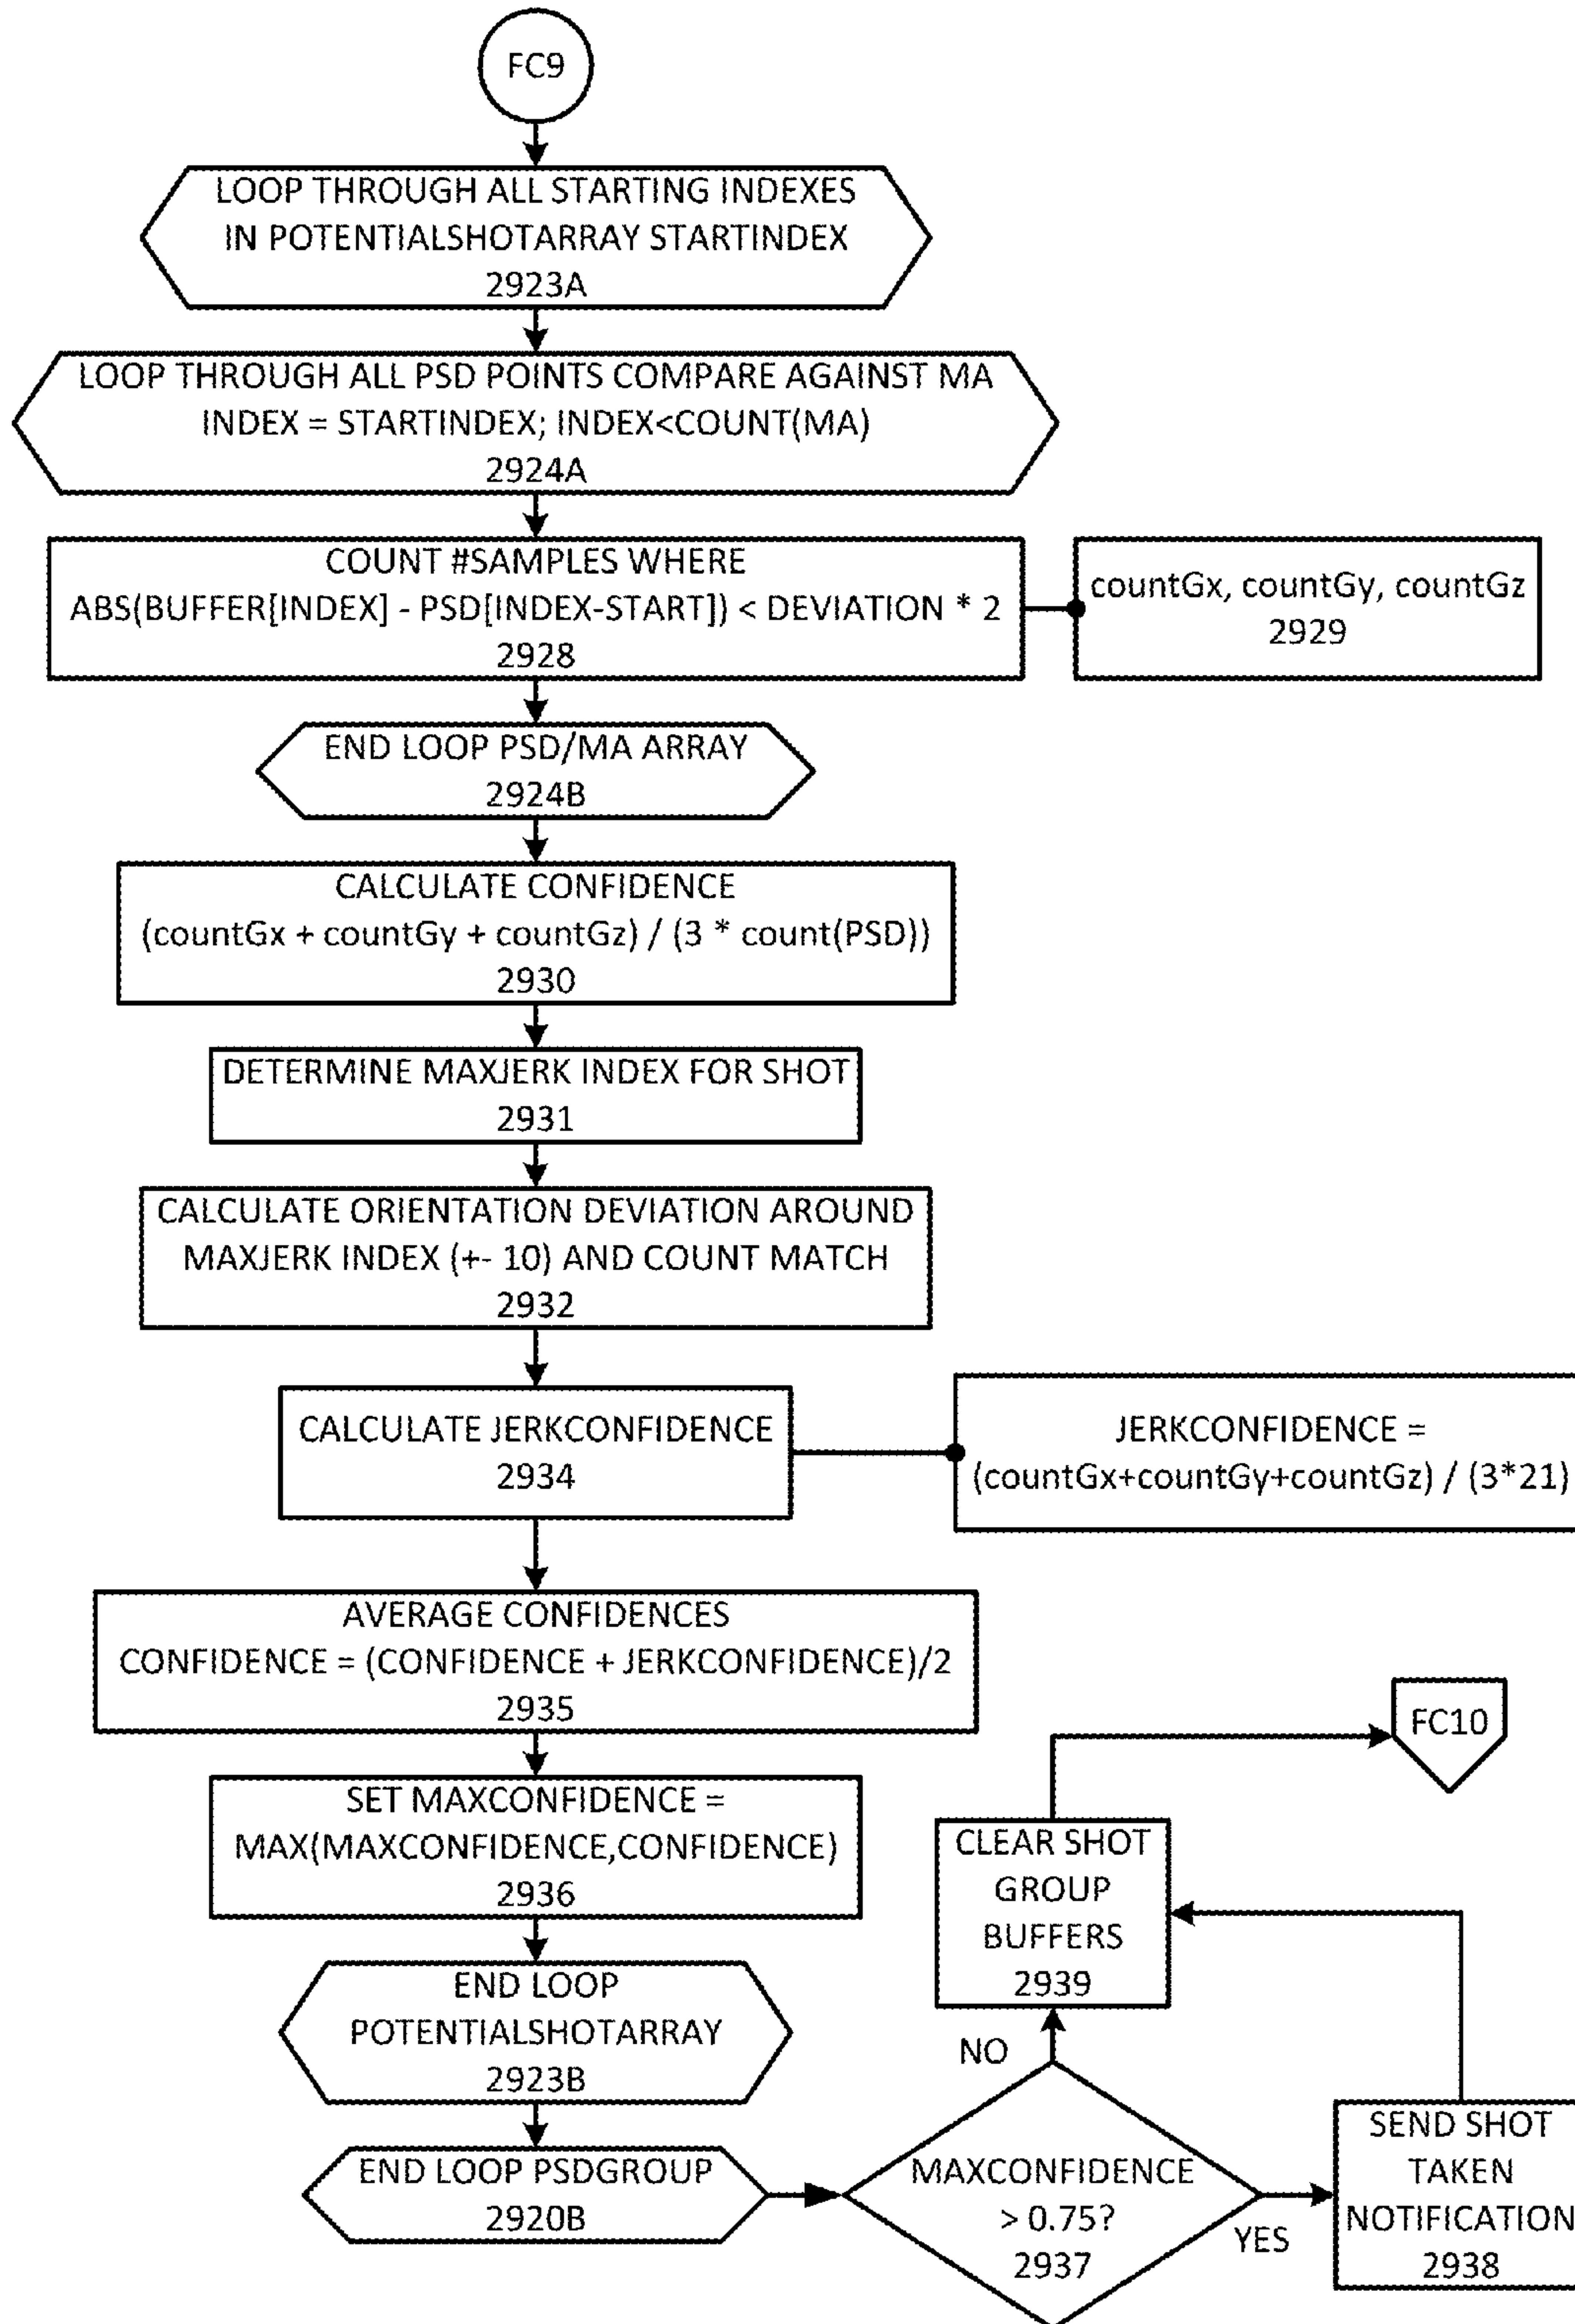 FC9
LOOP THROUGH ALL STARTING INDEXES
IN POTENTIALSHOTARRAY STARTINDEX
2923A
LOOP THROUGH ALL PSD POINTS COMPARE AGAINST MA
INDEX = STARTINDEX; INDEX<COUNT(MA)
2924A
COUNT #SAMPLES WHERE
ABS(BUFFER[INDEX] - PSD[INDEX-START]) < DEVIATION * 2
2928
countGx, countGy, countGz
2929
END LOOP PSD/MA ARRAY
2924B
CALCULATE CONFIDENCE
(countGx + countGy + countGz) / (3 * count(PSD))
2930
DETERMINE MAXJERK INDEX FOR SHOT
2931
CALCULATE ORIENTATION DEVIATION AROUND
MAXJERK INDEX (+- 10) AND COUNT MATCH
2932
CALCULATE JERKCONFIDENCE
2934
JERKCONFIDENCE =
(countGx+countGy+countGz) / (3*21)
AVERAGE CONFIDENCES
CONFIDENCE = (CONFIDENCE + JERKCONFIDENCE)/2
2935
SET MAXCONFIDENCE =
MAX(MAXCONFIDENCE,CONFIDENCE)
2936
END LOOP
POTENTIALSHOTARRAY
2923B
END LOOP PSDGROUP
2920B
MAXCONFIDENCE
> 0.75?
2937
YES
SEND SHOT
TAKEN
NOTIFICATION
2938
NO
CLEAR SHOT
GROUP
BUFFERS
2939
FC10